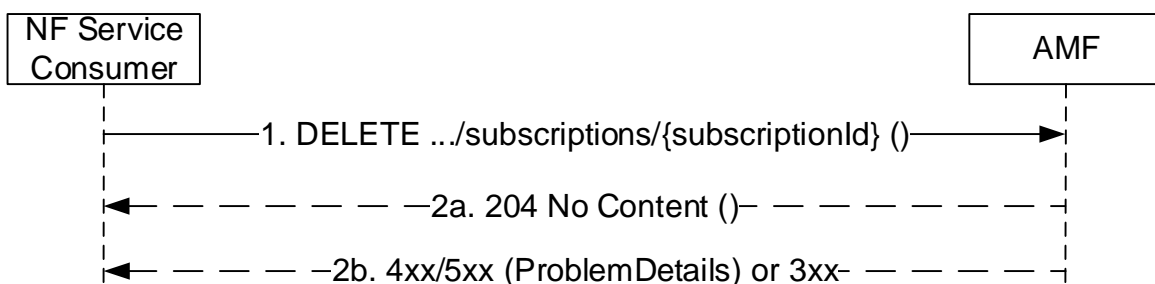 NF Service
Consumer
AMF
1. DELETE .../subscriptions/{subscriptionId} ()
2a. 204 No Content ()
2b. 4xx/5xx (ProblemDetails) or 3xx